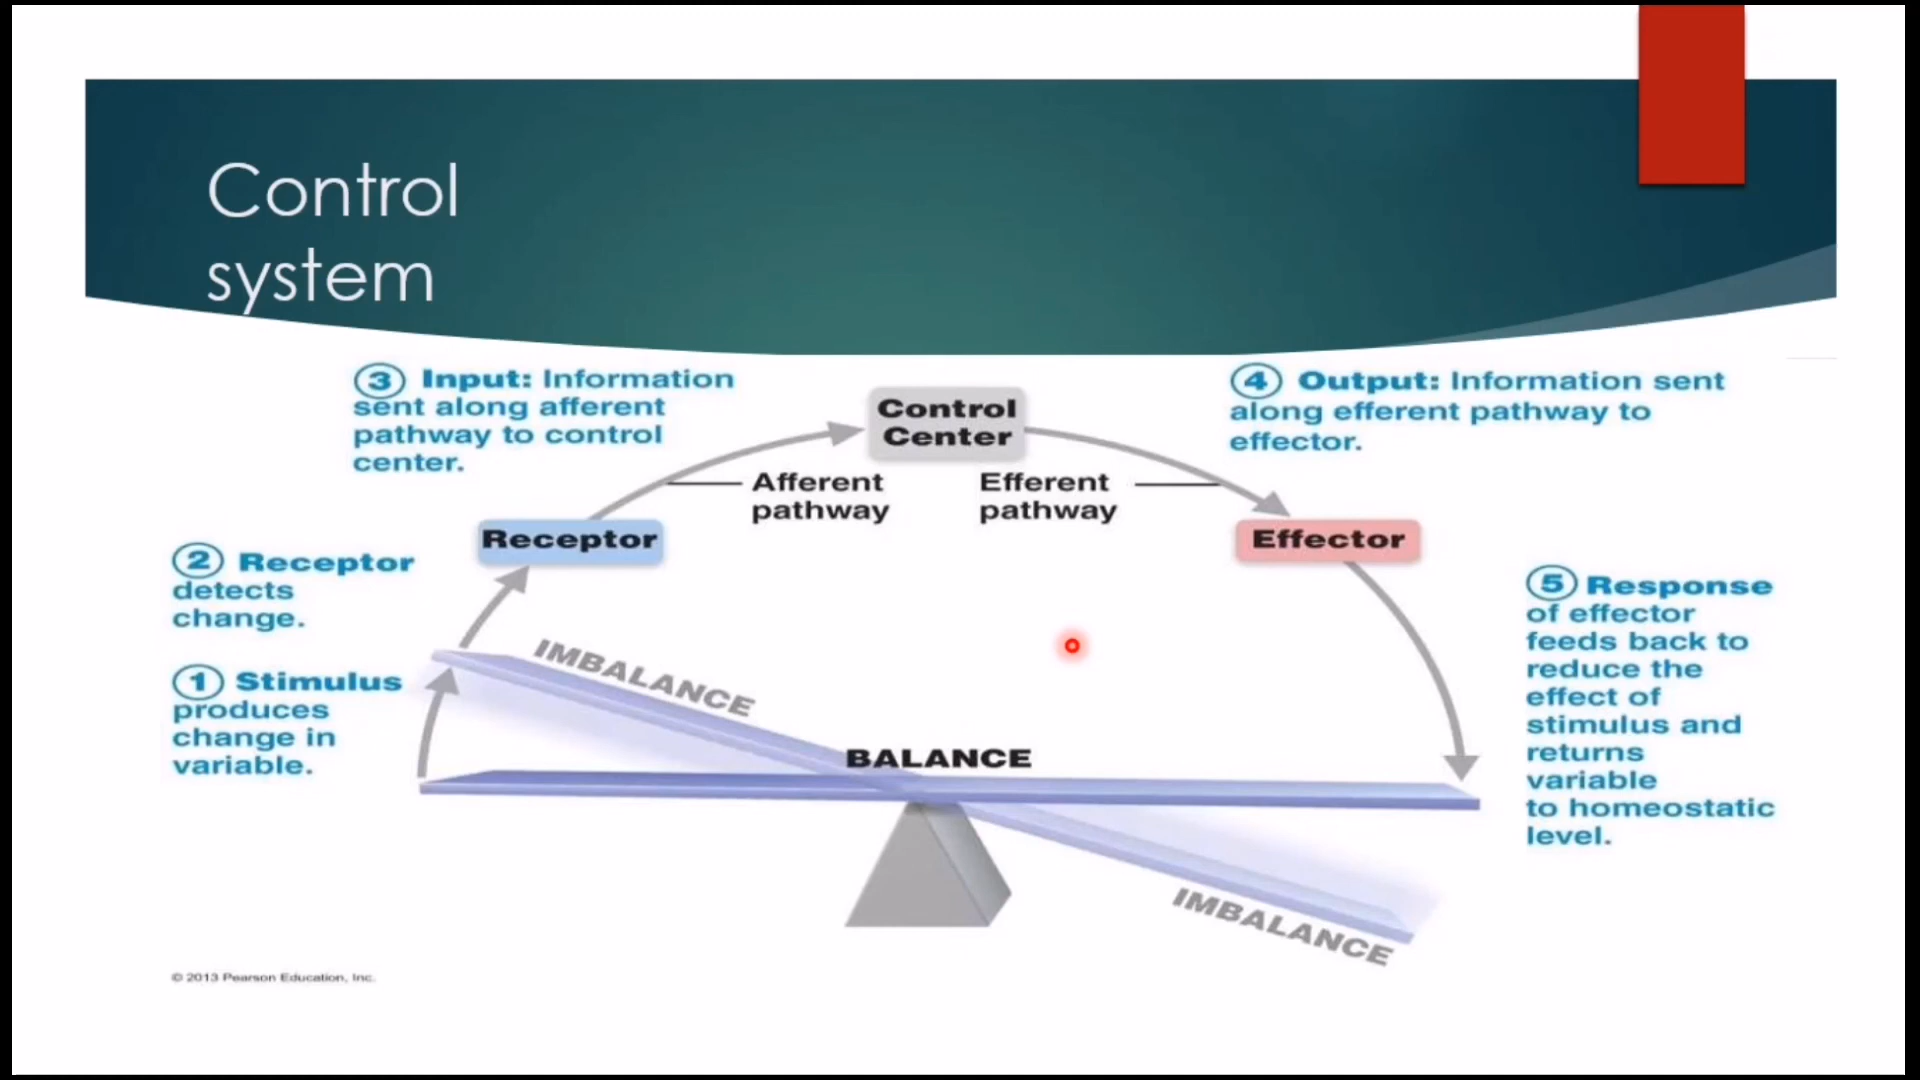 Control
system
3 Input: Information
sent along afferent
pathway to control
center.
Control
Center
4 Output: Information sent
along efferent pathway to
effector.
Afferent
pathway
Efferent
pathway
Receptor
Effector
2 Receptor
detects
change.
1 Stimulus
produces
change in
variable.
5 Response
of effector
feeds back to
reduce the
effect of
stimulus and
returns
variable
to homeostatic
level.
IMBALANCE
BALANCE
IMBALANCE
© 2013 Pearson Education, Inc.